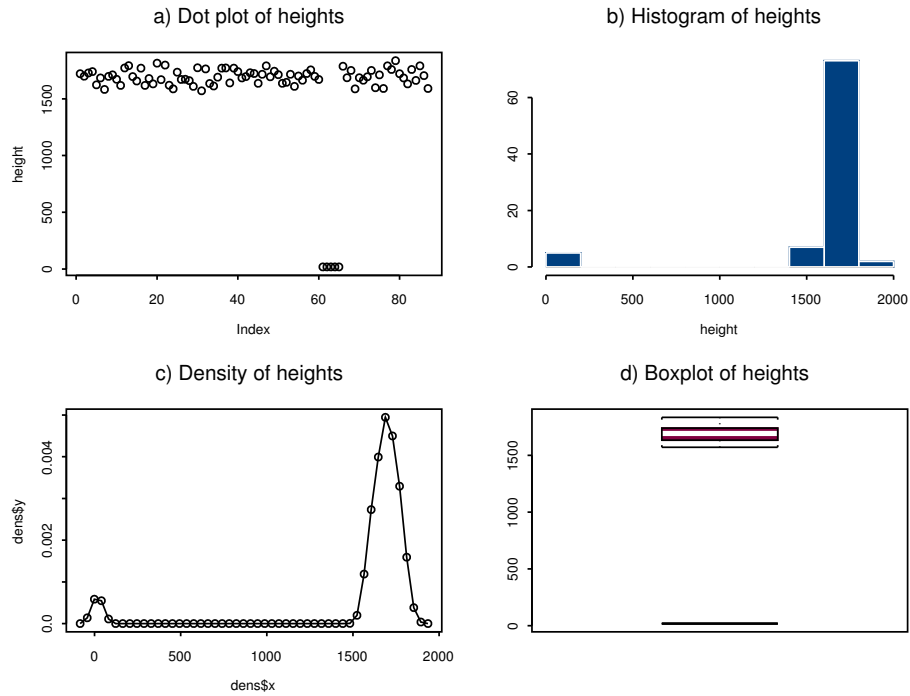 a) Dot plot of heights
height
0 500 1000 1500
0 20 40 60 80
Index
b) Histogram of heights
0 20 40 60
0 500 1000 1500 2000
height
c) Density of heights
dens$y
0.0 0.002 0.004
0 500 1000 1500 2000
dens$x
d) Boxplot of heights
0 500 1000 1500